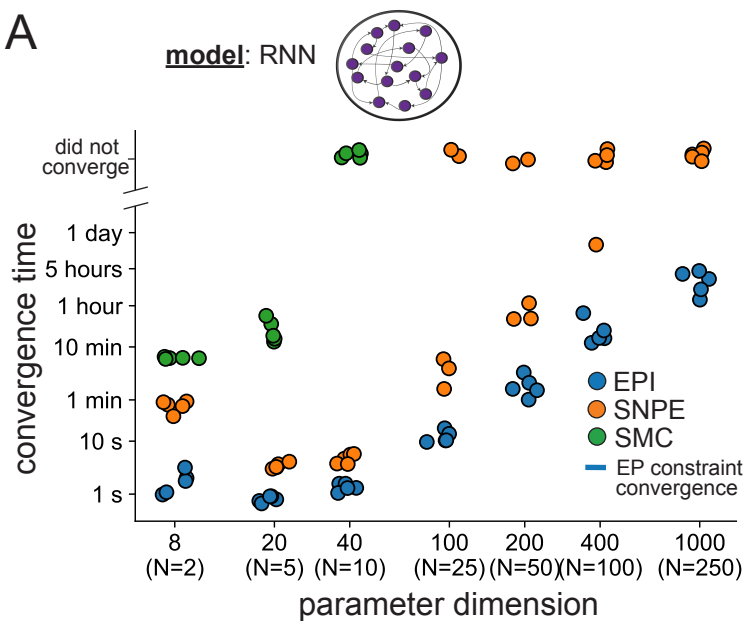 A
model: RNN
did not
converge
1 day
5 hours
1 hour
10 min
1 min
10 s
1 s
convergence time
EPI
SNPE
SMC
EP constraint
convergence
8 20 40 100 200 400 1000
(N=2) (N=5) (N=10) (N=25) (N=50) (N=100) (N=250)
parameter dimension